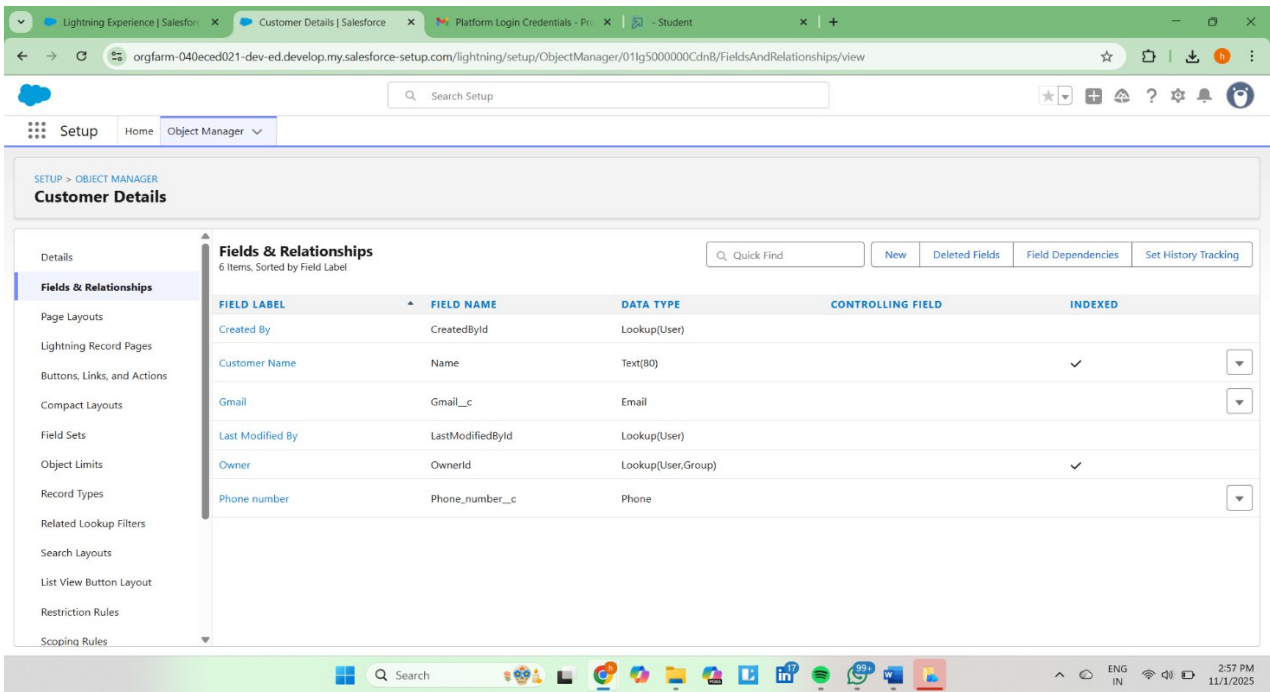 Lightning Experience | Salesforc
Customer Details | Salesforce
Platform Login Credentials - Pr
- Student
orgfarm-040eced021-dev-ed.develop.my.salesforce-setup.com/lightning/setup/ObjectManager/01Ig5000000CdnB/FieldsAndRelationships/view
h
Search Setup
Setup Home Object Manager
SETUP > OBJECT MANAGER
Customer Details
Details
Fields & Relationships
Page Layouts
Lightning Record Pages
Buttons, Links, and Actions
Compact Layouts
Field Sets
Object Limits
Record Types
Related Lookup Filters
Search Layouts
List View Button Layout
Restriction Rules
Scoping Rules
Fields & Relationships
6 Items, Sorted by Field Label
Quick Find New Deleted Fields Field Dependencies Set History Tracking
FIELD LABEL FIELD NAME DATA TYPE CONTROLLING FIELD INDEXED
Created By CreatedById Lookup(User)
Customer Name Name Text(80)
Gmail Gmail__c Email
Last Modified By LastModifiedById Lookup(User)
Owner OwnerId Lookup(User,Group)
Phone number Phone_number__c Phone
Search
17
99+
ENG
IN
2:57 PM
11/1/2025